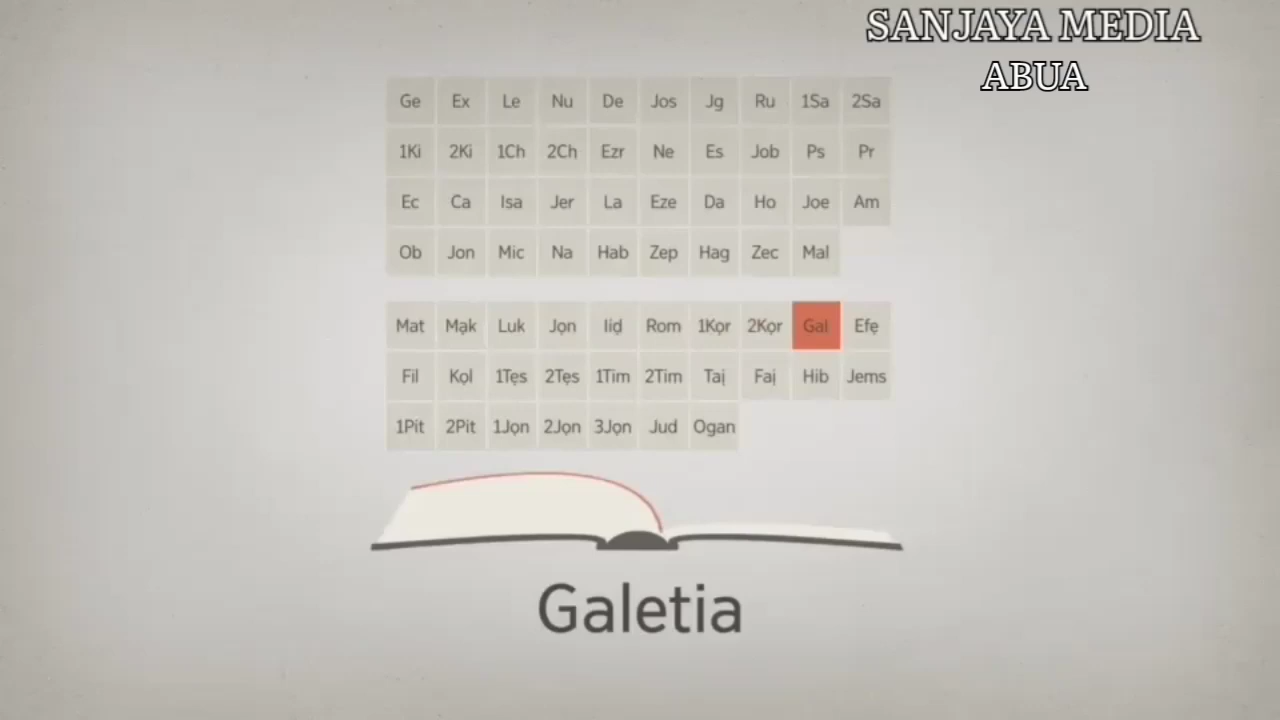 SANJAYA MEDIA
ABUA
Ge Ex Le Nu De Jos Jg Ru 1Sa 2Sa
1Ki 2Ki 1Ch 2Ch Ezr Ne Es Job Ps Pr
Ec Ca Isa Jer La Eze Da Ho Joe Am
Ob Jon Mic Na Hab Zep Hag Zec Mal
Mat Mạk Luk Jọn Iịḍ Rom 1Kọr 2Kọr Gal Efẹ
Fil Kọl 1Tẹs 2Tẹs 1Tim 2Tim Taị Faị Hib Jems
1Pít 2Pit 1Jọn 2Jọn 3Jọn Jud Ogan
Galetia